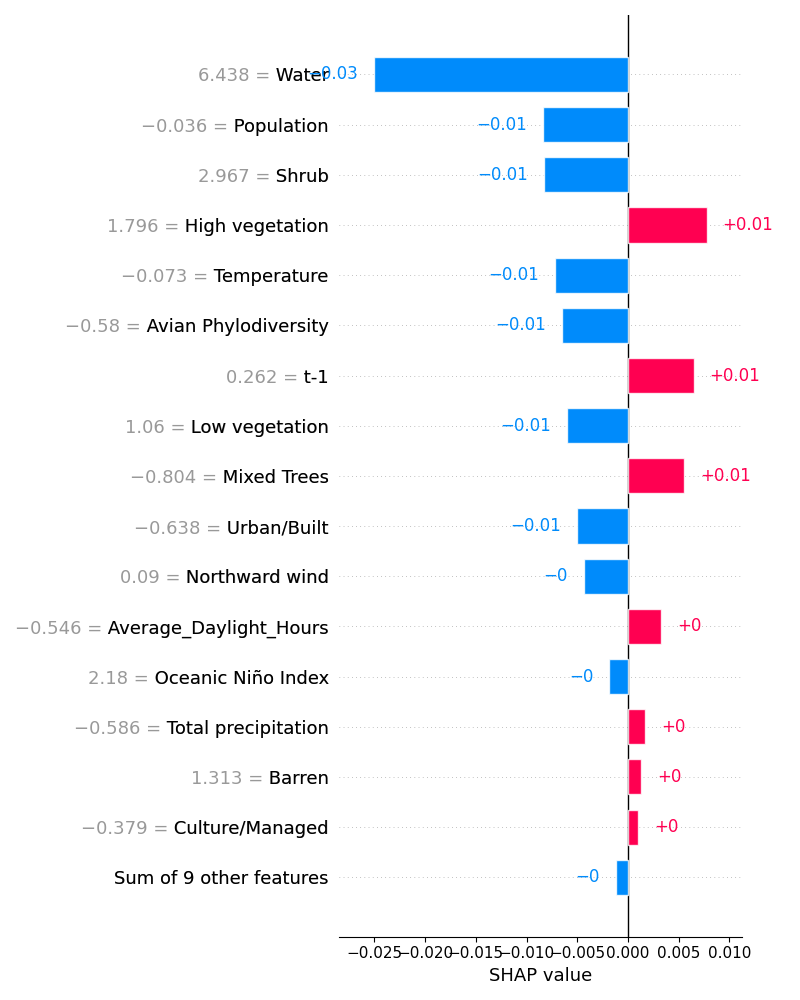 6.438 = Water −0.03
−0.036 = Population −0.01
2.967 = Shrub −0.01
1.796 = High vegetation +0.01
−0.073 = Temperature −0.01
−0.58 = Avian Phylodiversity −0.01
0.262 = t-1 +0.01
1.06 = Low vegetation −0.01
−0.804 = Mixed Trees +0.01
−0.638 = Urban/Built −0.01
0.09 = Northward wind −0
−0.546 = Average_Daylight_Hours +0
2.18 = Oceanic Niño Index −0
−0.586 = Total precipitation +0
1.313 = Barren +0
−0.379 = Culture/Managed +0
Sum of 9 other features −0
−0.025 −0.020 −0.015 −0.010 −0.005 0.000 0.005 0.010
SHAP value